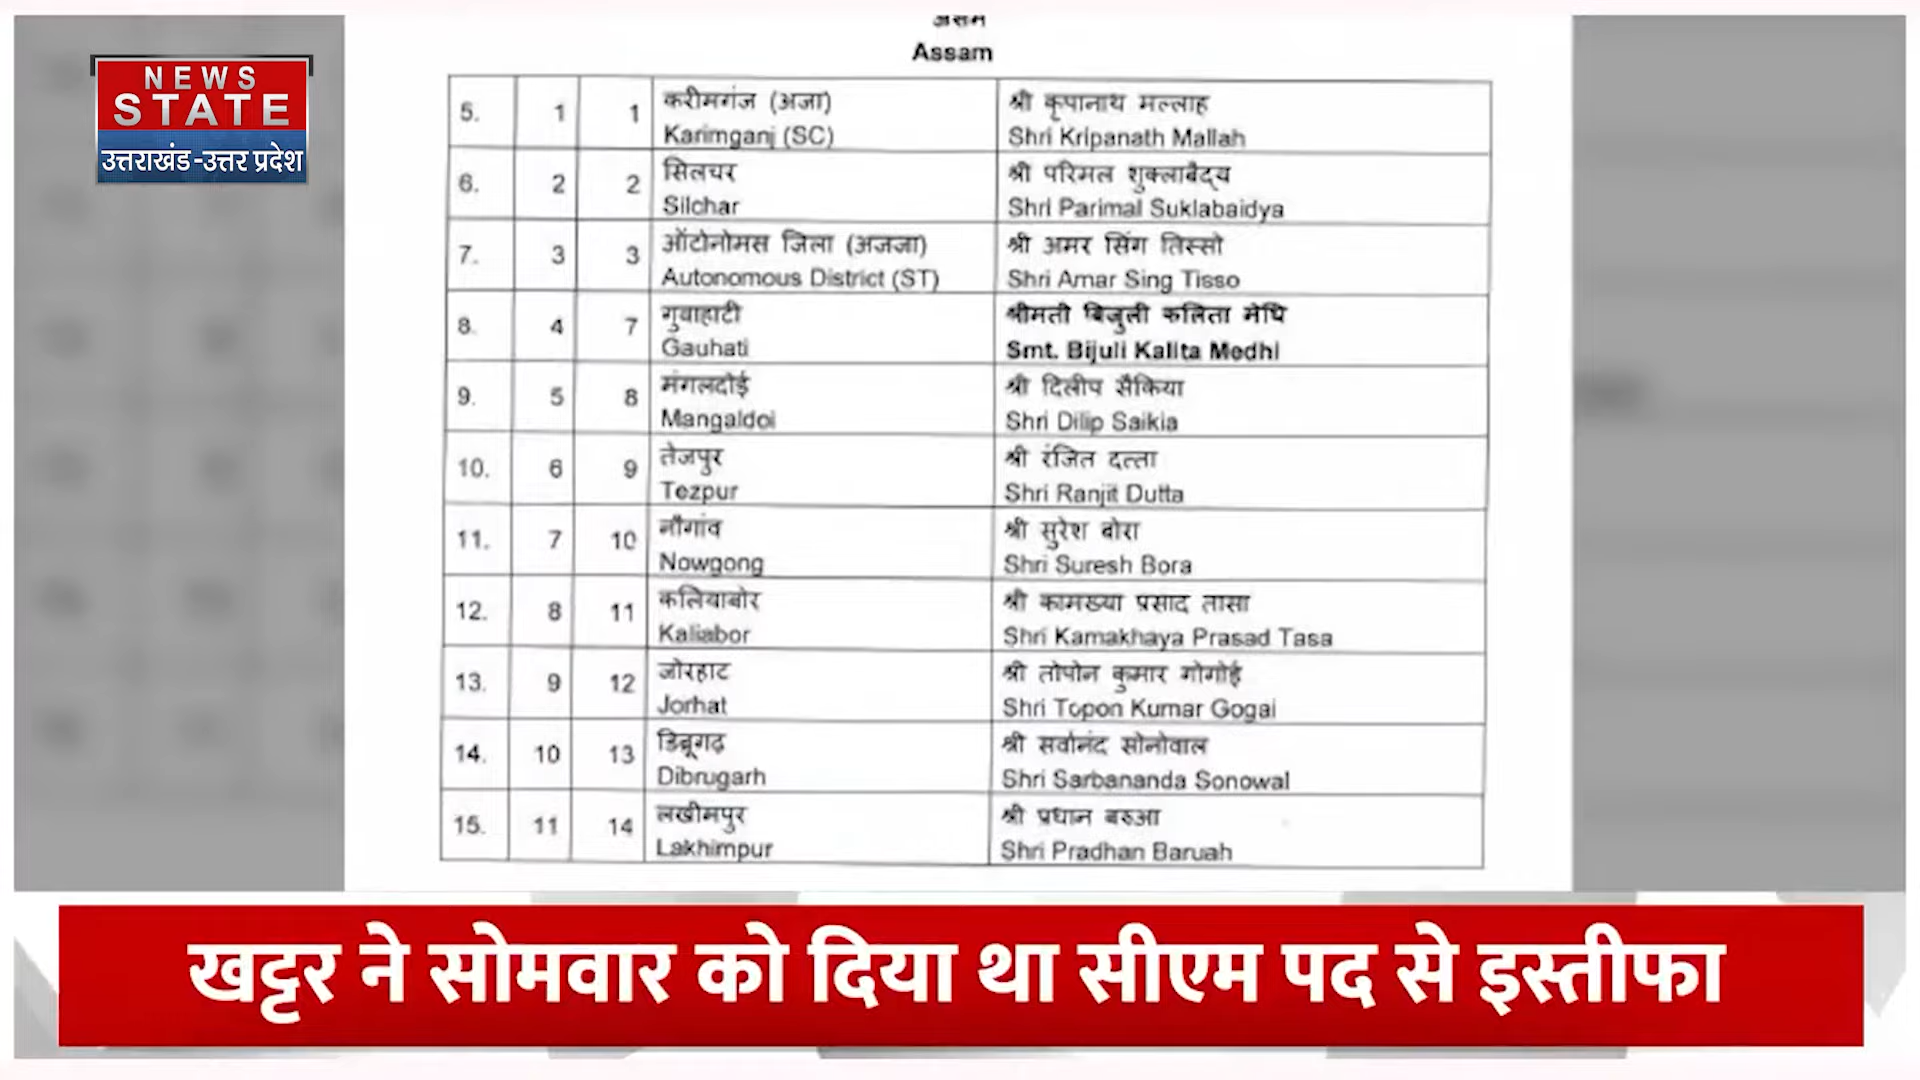 NEWS
STATE
उत्तराखंड-उत्तर प्रदेश
असम
Assam
5. 1 1 करीमगंज (अजा) श्री कृपानाथ मल्लाह
Karimganj (SC) Shri Kripanath Mallah
6. 2 2 सिलचर श्री परिमल शुक्लाबैद्य
Silchar Shri Parimal Suklabaidya
7. 3 3 ऑटोनोमस जिला (अजजा) श्री अमर सिंग तिस्सो
Autonomous District (ST) Shri Amar Sing Tisso
8. 4 7 गुवाहाटी श्रीमती बिजुली कलिता मेधि
Gauhati Smt. Bijuli Kalita Medhi
9. 5 8 मंगलदोई श्री दिलीप सैकिया
Mangaldoi Shri Dilip Saikia
10. 6 9 तेजपुर श्री रंजित दत्ता
Tezpur Shri Ranjit Dutta
11. 7 10 नौगांव श्री सुरेश बोरा
Nowgong Shri Suresh Bora
12. 8 11 कलियाबोर श्री कामख्या प्रसाद तासा
Kaliabor Shri Kamakhaya Prasad Tasa
13. 9 12 जोरहाट श्री तोपोन कुमार गोगोई
Jorhat Shri Topon Kumar Gogai
14. 10 13 डिब्रूगढ़ श्री सर्वानंद सोनोवाल
Dibrugarh Shri Sarbananda Sonowal
15. 11 14 लखीमपुर श्री प्रधान बरुआ
Lakhimpur Shri Pradhan Baruah
खट्टर ने सोमवार को दिया था सीएम पद से इस्तीफा